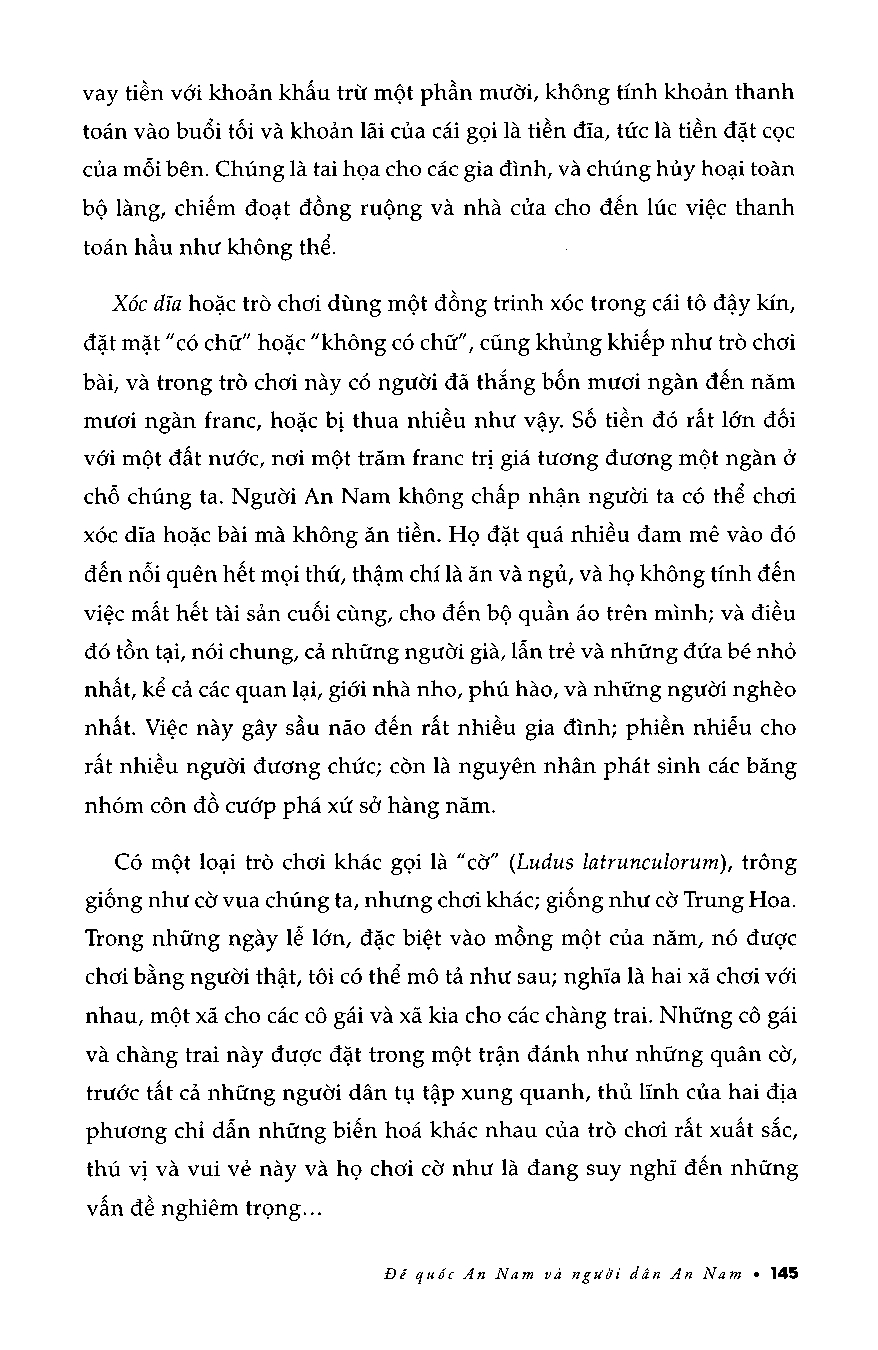 vay tiền với khoản khấu trừ một phần mười, không tính khoản thanh
toán vào buổi tối và khoản lãi của cái gọi là tiền đĩa, tức là tiền đặt cọc
của mỗi bên. Chúng là tai họa cho các gia đình, và chúng hủy hoại toàn
bộ làng, chiếm đoạt đồng ruộng và nhà cửa cho đến lúc việc thanh
toán hầu như không thể.
Xóc dĩa hoặc trò chơi dùng một đồng trinh xóc trong cái tô đậy kín,
đặt mặt "có chữ" hoặc "không có chữ", cũng khủng khiếp như trò chơi
bài, và trong trò chơi này có người đã thắng bốn mươi ngàn đến năm
mươi ngàn franc, hoặc bị thua nhiều như vậy. Số tiền đó rất lớn đối
với một đất nước, nơi một trăm franc trị giá tương đương một ngàn ở
chỗ chúng ta. Người An Nam không chấp nhận người ta có thể chơi
xóc dĩa hoặc bài mà không ăn tiền. Họ đặt quá nhiều đam mê vào đó
đến nỗi quên hết mọi thứ, thậm chí là ăn và ngủ, và họ không tính đến
việc mất hết tài sản cuối cùng, cho đến bộ quần áo trên mình; và điều
đó tồn tại, nói chung, cả những người già, lẫn trẻ và những đứa bé nhỏ
nhất, kể cả các quan lại, giới nhà nho, phú hào, và những người nghèo
nhất. Việc này gây sầu não đến rất nhiều gia đình; phiền nhiễu cho
rất nhiều người đương chức; còn là nguyên nhân phát sinh các băng
nhóm côn đồ cướp phá xứ sở hàng năm.
Có một loại trò chơi khác gọi là "cờ" (Ludus latrunculorum), trông
giống như cờ vua chúng ta, nhưng chơi khác; giống như cờ Trung Hoa.
Trong những ngày lễ lớn, đặc biệt vào mồng một của năm, nó được
chơi bằng người thật, tôi có thể mô tả như sau; nghĩa là hai xã chơi với
nhau, một xã cho các cô gái và xã kia cho các chàng trai. Những cô gái
và chàng trai này được đặt trong một trận đánh như những quân cờ,
trước tất cả những người dân tụ tập xung quanh, thủ lĩnh của hai địa
phương chỉ dẫn những biến hoá khác nhau của trò chơi rất xuất sắc,
thú vị và vui vẻ này và họ chơi cờ như là đang suy nghĩ đến những
vấn đề nghiêm trọng...
Đế quốc An Nam và người dân An Nam • 145